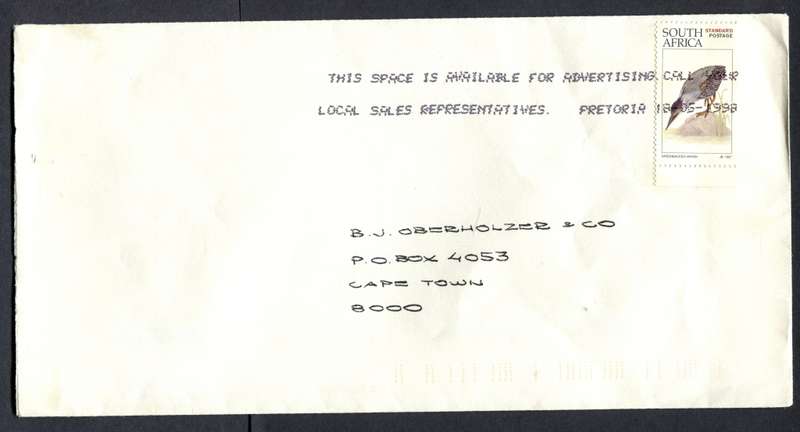 SOUTH AFRICA
STANDARD
POSTAGE
THIS SPACE IS AVAILABLE FOR ADVERTISING.CALL YOUR
LOCAL SALES REPRESENTATIVES. PRETORIA 18-05-1998
B.J. OBERHOLZER & CO
P.O. BOX 4053
CAPE TOWN
8000